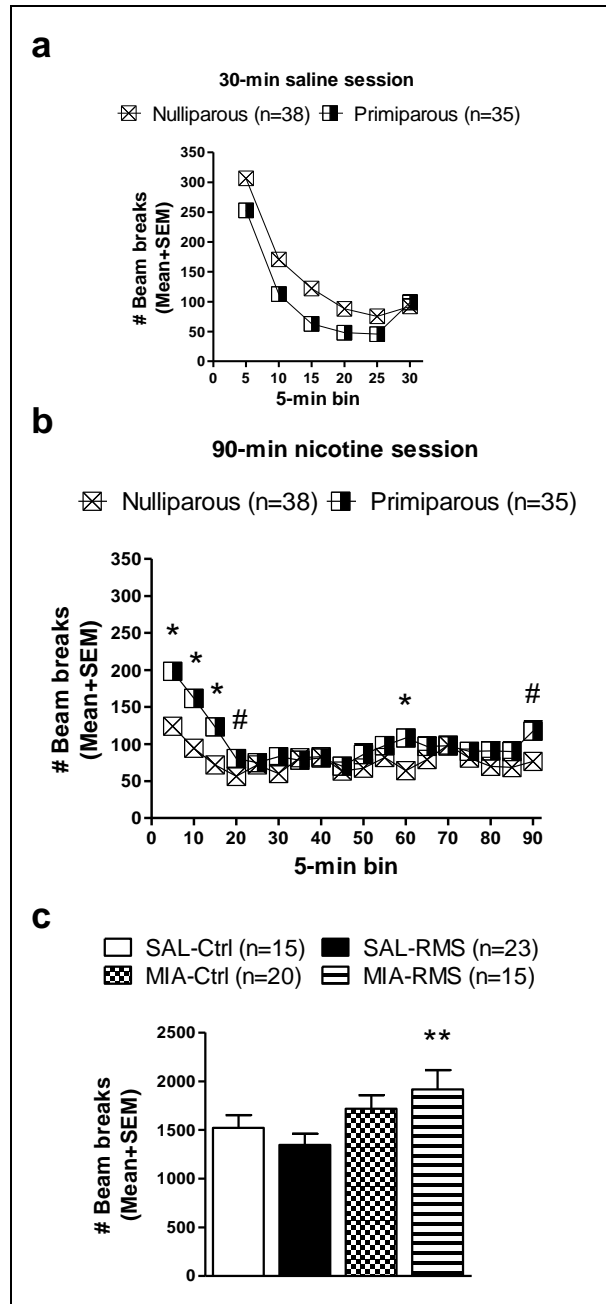 a
30-min saline session
Nulliparous (n=38) Primiparous (n=35)
# Beam breaks
(Mean+SEM)
350
300
250
200
150
100
50
0
0 5 10 15 20 25 30
5-min bin
b
90-min nicotine session
Nulliparous (n=38) Primiparous (n=35)
# Beam breaks
(Mean+SEM)
350
300
250
200
150
100
50
0
* * * # * #
0 10 20 30 40 50 60 70 80 90
5-min bin
c
SAL-Ctrl (n=15) SAL-RMS (n=23)
MIA-Ctrl (n=20) MIA-RMS (n=15)
# Beam breaks
(Mean+SEM)
2500
2000
1500
1000
500
0
**